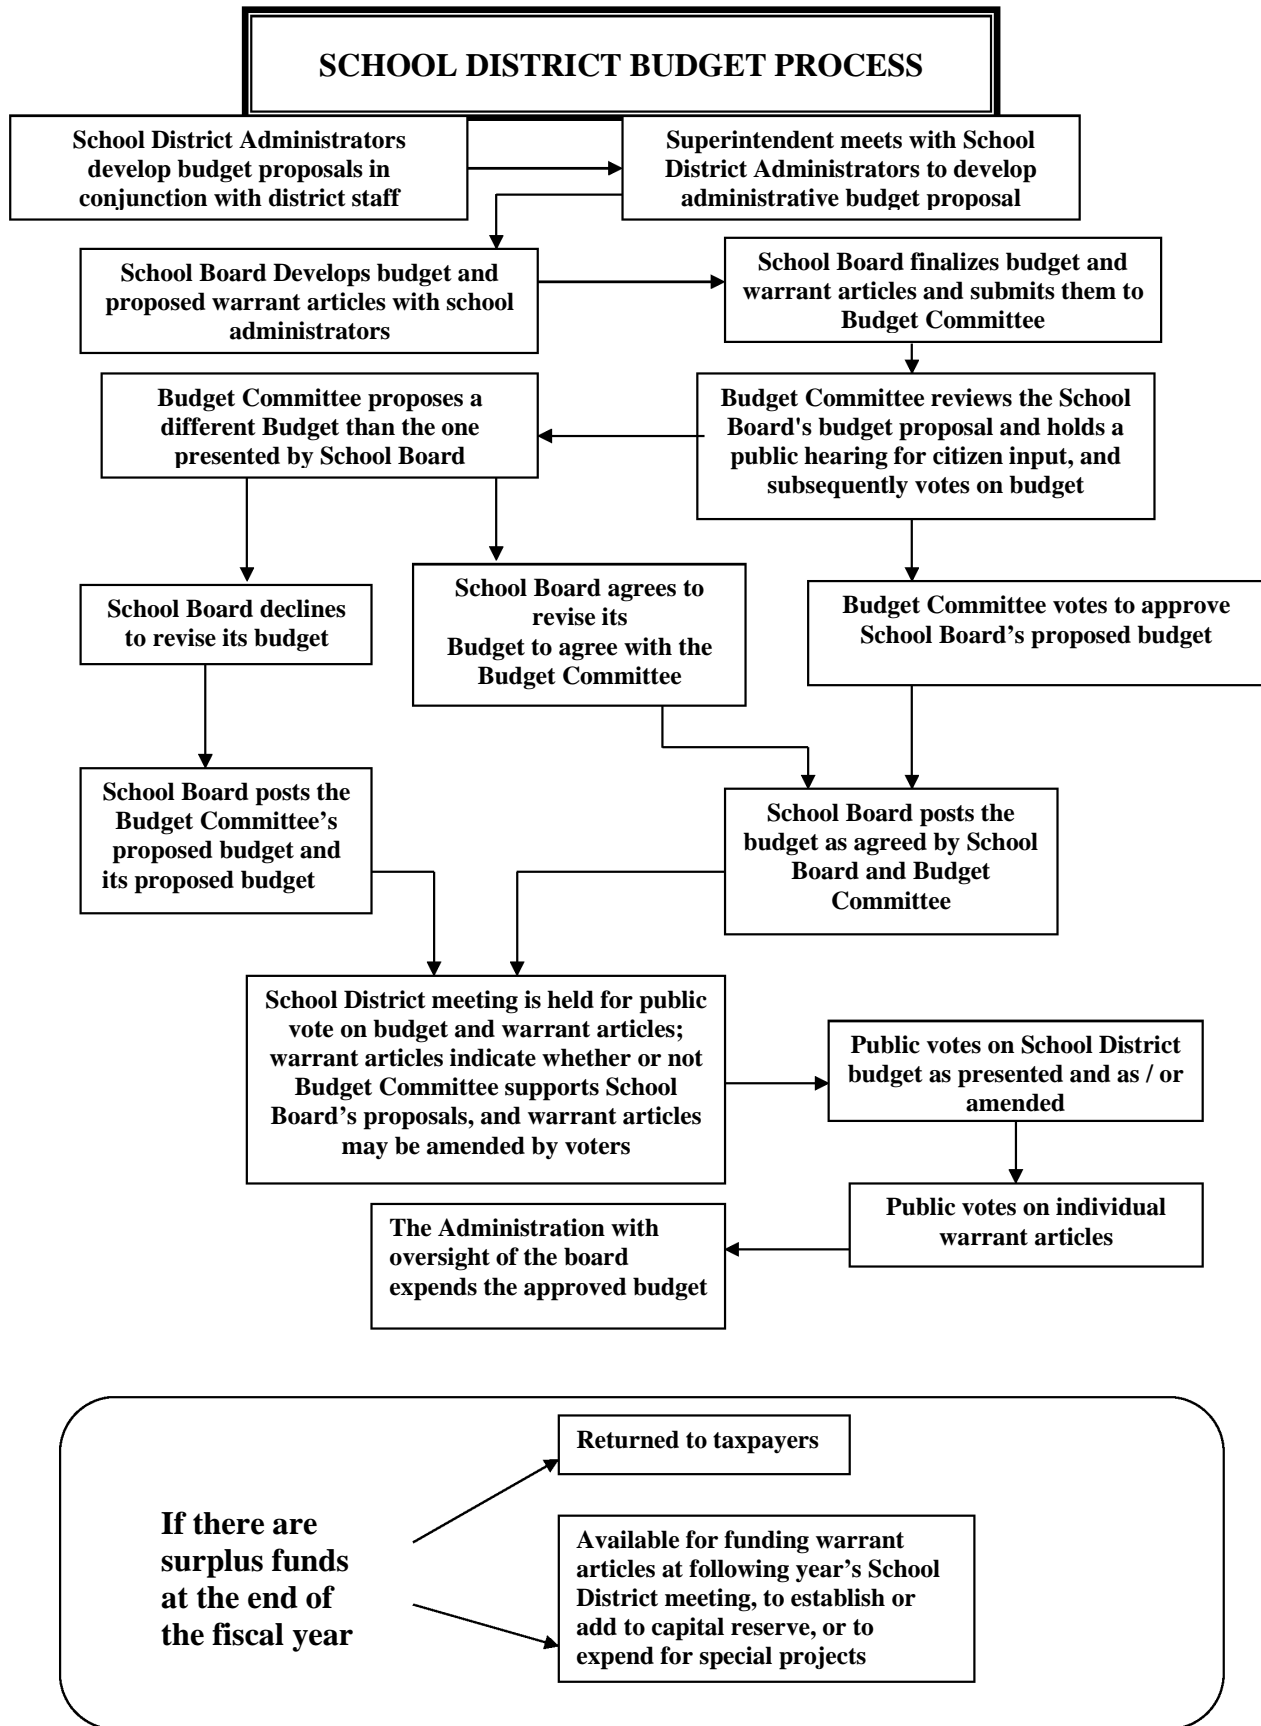 SCHOOL DISTRICT BUDGET PROCESS
School District Administrators
develop budget proposals in
conjunction with district staff
Superintendent meets with School
District Administrators to develop
administrative budget proposal
School Board Develops budget and
proposed warrant articles with school
administrators
School Board finalizes budget and
warrant articles and submits them to
Budget Committee
Budget Committee proposes a
different Budget than the one
presented by School Board
Budget Committee reviews the School
Board's budget proposal and holds a
public hearing for citizen input, and
subsequently votes on budget
School Board declines
to revise its budget
School Board agrees to
revise its
Budget to agree with the
Budget Committee
Budget Committee votes to approve
School Board’s proposed budget
School Board posts the
Budget Committee’s
proposed budget and
its proposed budget
School Board posts the
budget as agreed by School
Board and Budget
Committee
School District meeting is held for public
vote on budget and warrant articles;
warrant articles indicate whether or not
Budget Committee supports School
Board’s proposals, and warrant articles
may be amended by voters
Public votes on School District
budget as presented and as / or
amended
Public votes on individual
warrant articles
The Administration with
oversight of the board
expends the approved budget
If there are
surplus funds
at the end of
the fiscal year
Returned to taxpayers
Available for funding warrant
articles at following year’s School
District meeting, to establish or
add to capital reserve, or to
expend for special projects